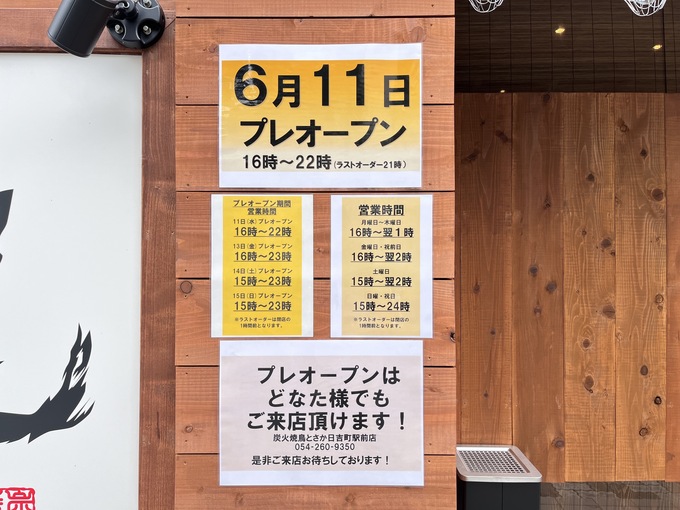 6月11日
プレオープン
16時～22時(ラストオーダー21時)
プレオープン期間
営業時間
11日(水)プレオープン
16時～22時
13日(金)プレオープン
16時～23時
14日(土)プレオープン
15時～23時
15日(日)プレオープン
15時～23時
※ラストオーダーは閉店の
1時間前となります。
営業時間
月曜日～木曜日
16時～翌1時
金曜日・祝前日
16時～翌2時
土曜日
15時～翌2時
日曜・祝日
15時～24時
※ラストオーダーは閉店の
1時間前となります。
プレオープンは
どなた様でも
ご来店頂けます！
炭火焼鳥とさか日吉町駅前店
054-260-9350
是非ご来店お待ちしております！